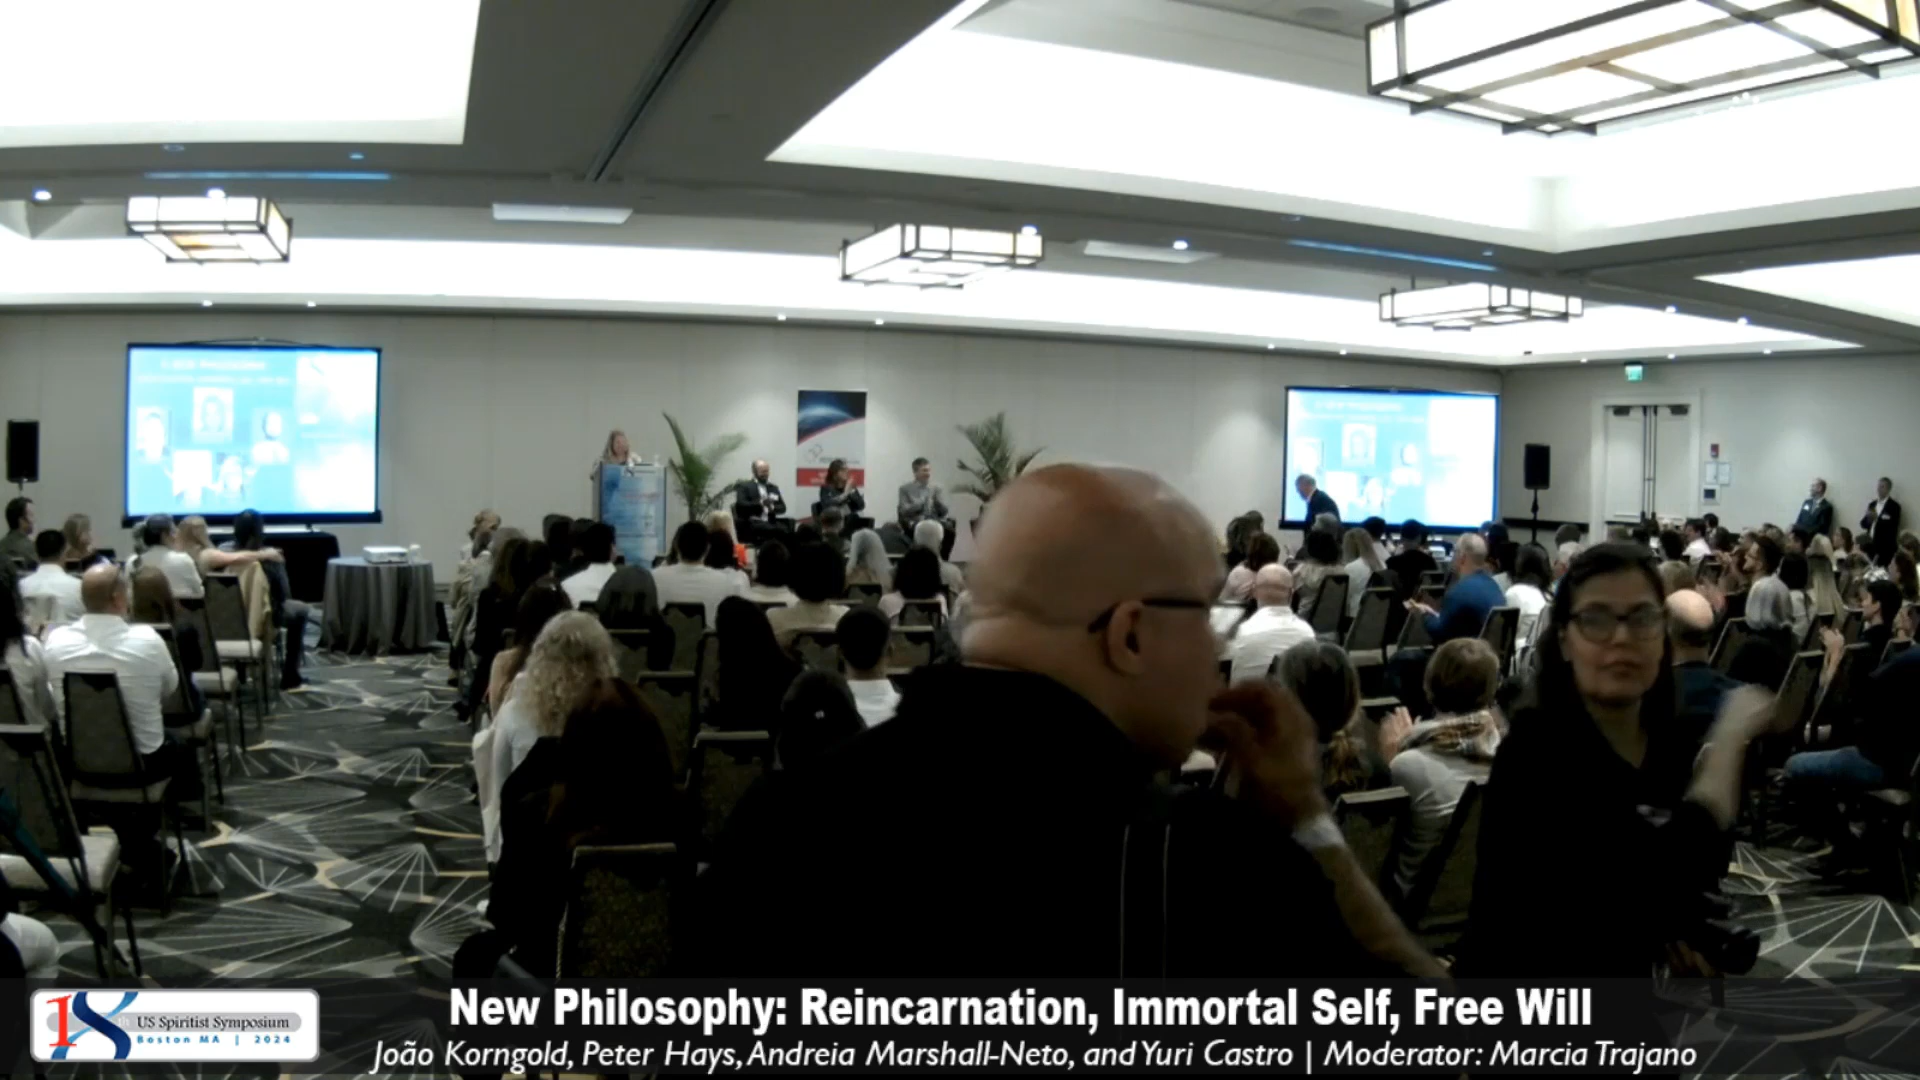 New Philosophy: Reincarnation, Immortal Self, Free Will
18th US Spiritist Symposium
Boston MA | 2024
João Korngold, Peter Hays, Andreia Marshall-Neto, and Yuri Castro | Moderator: Marcia Trajano